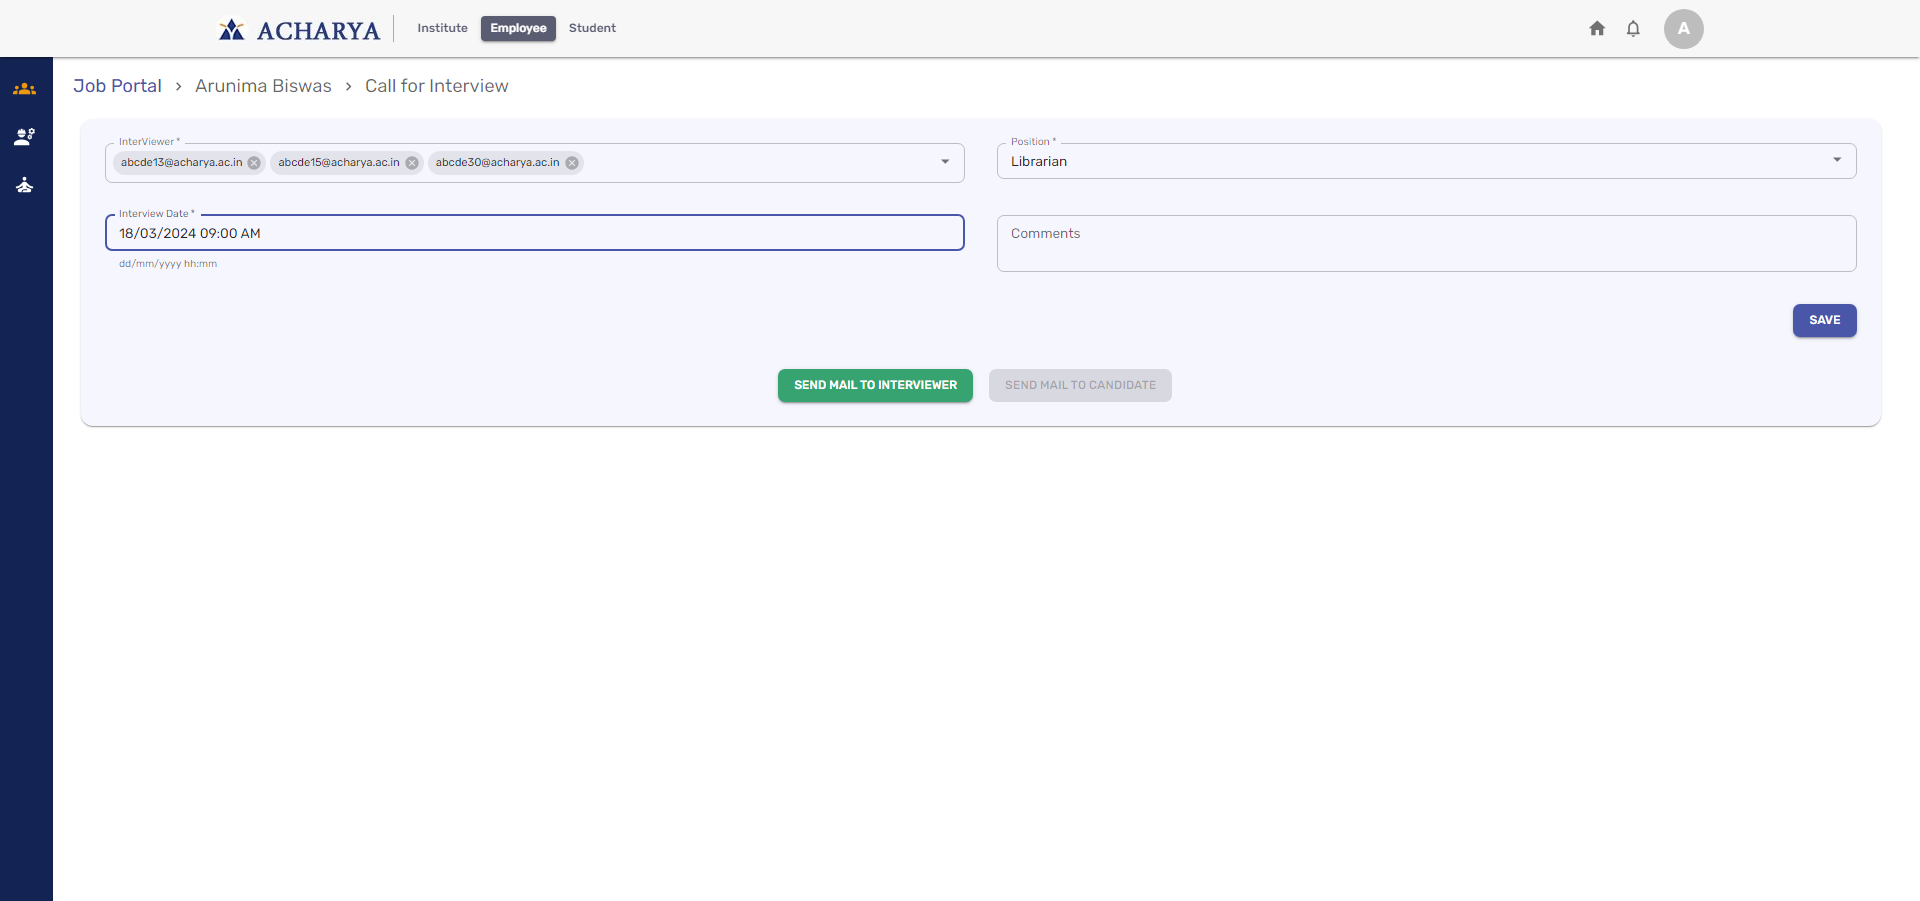 ACHARYA
Institute
Employee
Student
A
Job Portal > Arunima Biswas > Call for Interview
InterViewer *
abcde13@acharya.ac.in
abcde15@acharya.ac.in
abcde30@acharya.ac.in
Position *
Librarian
Interview Date *
18/03/2024 09:00 AM
dd/mm/yyyy hh:mm
Comments
SAVE
SEND MAIL TO INTERVIEWER
SEND MAIL TO CANDIDATE